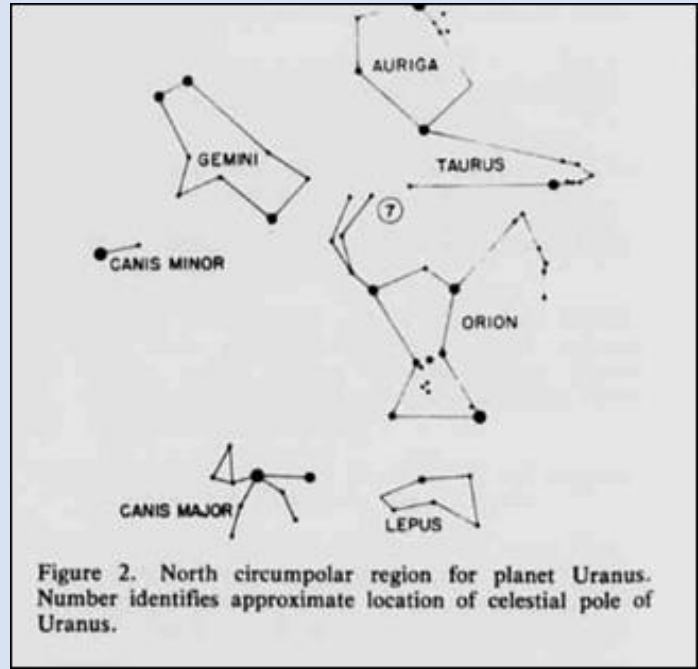 AURIGA
GEMINI
TAURUS
7
CANIS MINOR
ORION
CANIS MAJOR
LEPUS
Figure 2. North circumpolar region for planet Uranus.
Number identifies approximate location of celestial pole of
Uranus.